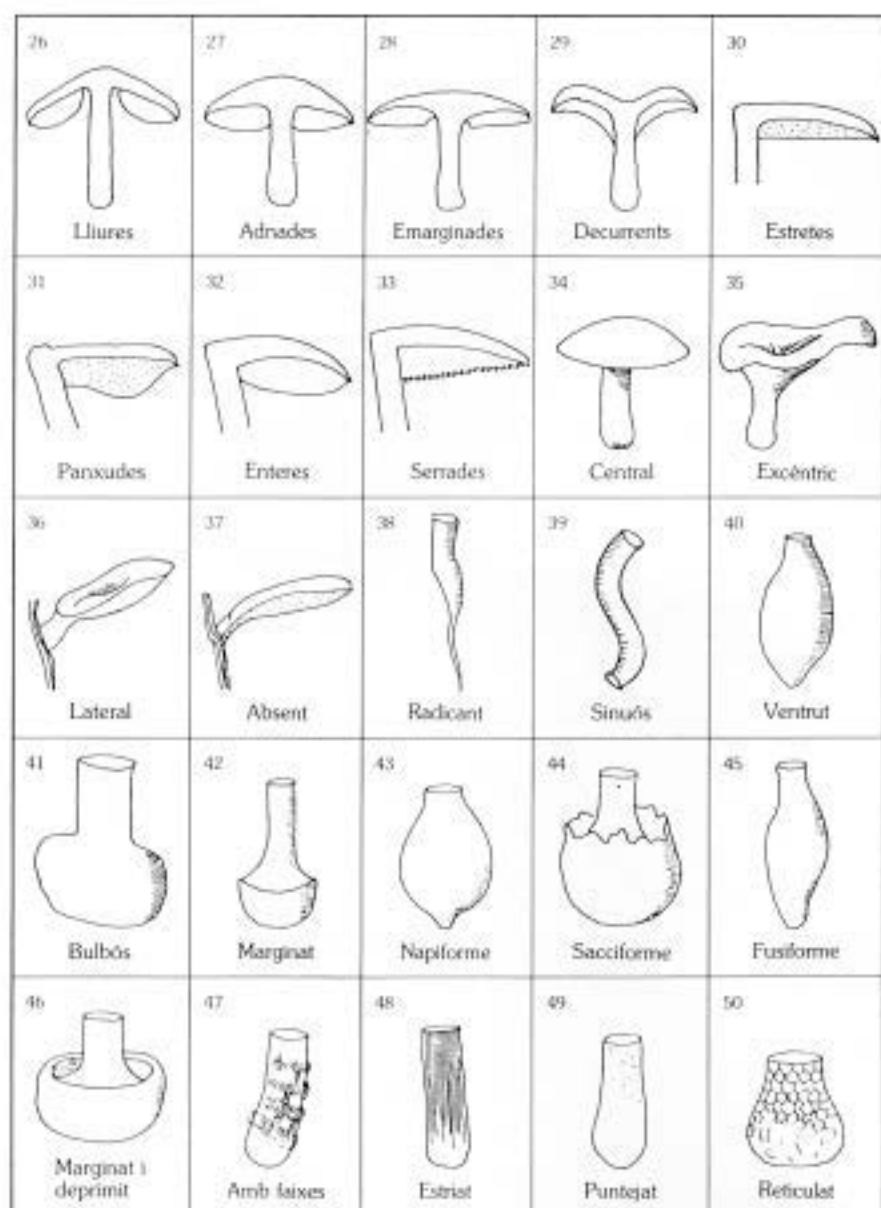 26 27 28 29 30
Lliures Adnades Emarginades Decurrents Estretes
31 32 33 34 35
Panxudes Enteres Serrades Central Excèntric
36 37 38 39 40
Lateral Absent Radicant Sinuós Ventrut
41 42 43 44 45
Bulbós Marginat Napiforme Sacciforme Fusiforme
46 47 48 49 50
Marginat i
deprimit Amb faixes Estriat Puntejat Reticulat